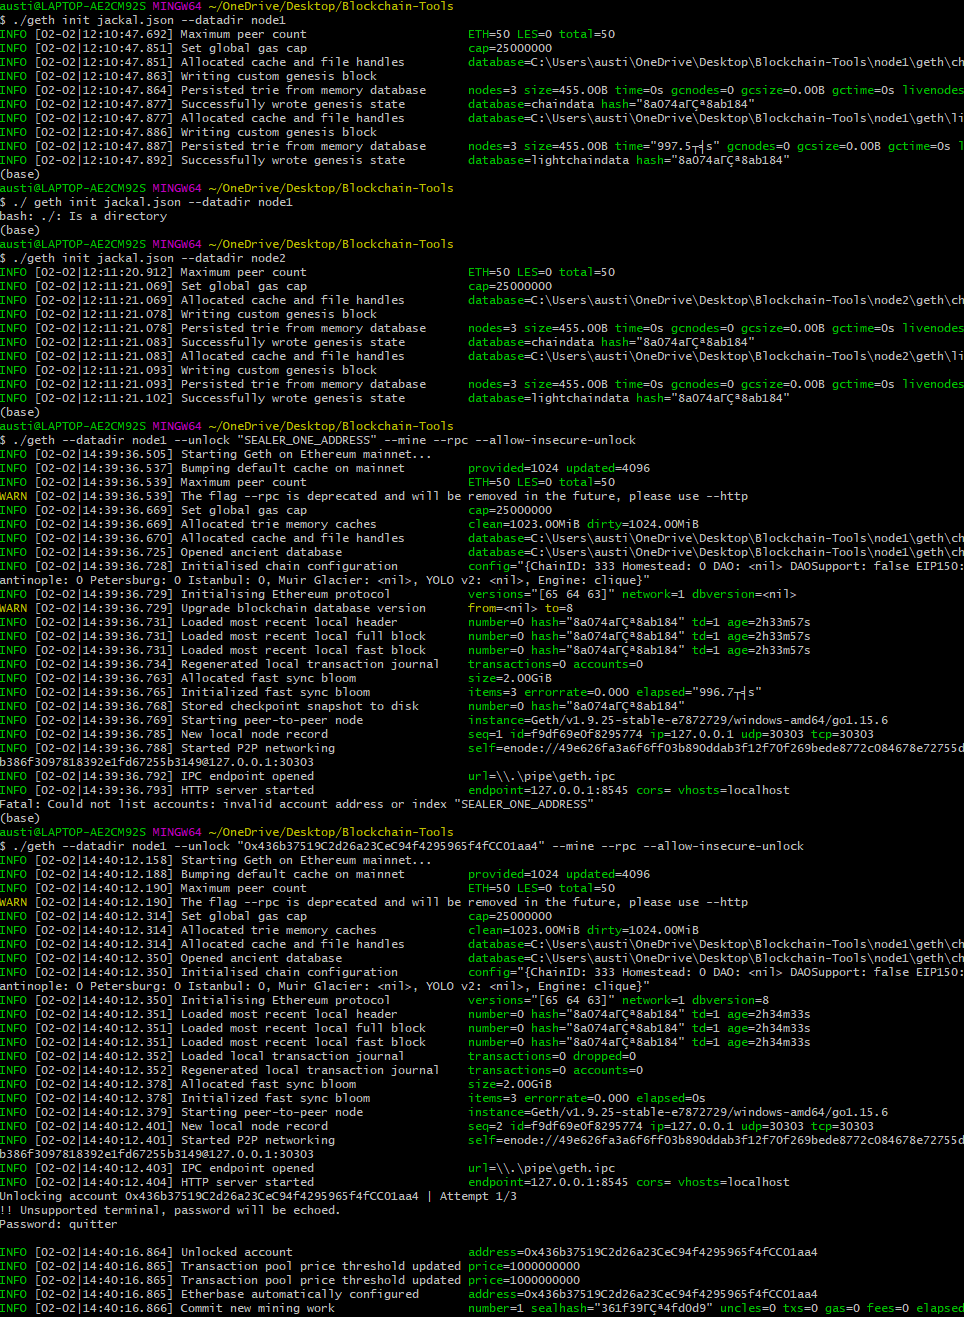 austi@LAPTOP-AE2CM92S MINGW64 ~/OneDrive/Desktop/Blockchain-Tools
$ ./geth init jackal.json --datadir node1
INFO [02-02|12:10:47.692] Maximum peer count ETH=50 LES=0 total=50
INFO [02-02|12:10:47.851] Set global gas cap cap=25000000
INFO [02-02|12:10:47.851] Allocated cache and file handles database=C:\Users\austi\OneDrive\Desktop\Blockchain-Tools\node1\geth\ch
INFO [02-02|12:10:47.863] Writing custom genesis block
INFO [02-02|12:10:47.864] Persisted trie from memory database nodes=3 size=455.00B time=0s gcnodes=0 gcsize=0.00B gctime=0s livenodes
INFO [02-02|12:10:47.877] Successfully wrote genesis state database=chaindata hash="8a074aΓÇª8ab184"
INFO [02-02|12:10:47.877] Allocated cache and file handles database=C:\Users\austi\OneDrive\Desktop\Blockchain-Tools\node1\geth\li
INFO [02-02|12:10:47.886] Writing custom genesis block
INFO [02-02|12:10:47.887] Persisted trie from memory database nodes=3 size=455.00B time="997.5┬╡s" gcnodes=0 gcsize=0.00B gctime=0s l
INFO [02-02|12:10:47.892] Successfully wrote genesis state database=lightchaindata hash="8a074aΓÇª8ab184"
(base)
austi@LAPTOP-AE2CM92S MINGW64 ~/OneDrive/Desktop/Blockchain-Tools
$ ./ geth init jackal.json --datadir node1
bash: ./: Is a directory
(base)
austi@LAPTOP-AE2CM92S MINGW64 ~/OneDrive/Desktop/Blockchain-Tools
$ ./geth init jackal.json --datadir node2
INFO [02-02|12:11:20.912] Maximum peer count ETH=50 LES=0 total=50
INFO [02-02|12:11:21.069] Set global gas cap cap=25000000
INFO [02-02|12:11:21.069] Allocated cache and file handles database=C:\Users\austi\OneDrive\Desktop\Blockchain-Tools\node2\geth\ch
INFO [02-02|12:11:21.078] Writing custom genesis block
INFO [02-02|12:11:21.078] Persisted trie from memory database nodes=3 size=455.00B time=0s gcnodes=0 gcsize=0.00B gctime=0s livenodes
INFO [02-02|12:11:21.083] Successfully wrote genesis state database=chaindata hash="8a074aΓÇª8ab184"
INFO [02-02|12:11:21.083] Allocated cache and file handles database=C:\Users\austi\OneDrive\Desktop\Blockchain-Tools\node2\geth\li
INFO [02-02|12:11:21.093] Writing custom genesis block
INFO [02-02|12:11:21.093] Persisted trie from memory database nodes=3 size=455.00B time=0s gcnodes=0 gcsize=0.00B gctime=0s livenodes
INFO [02-02|12:11:21.102] Successfully wrote genesis state database=lightchaindata hash="8a074aΓÇª8ab184"
(base)
austi@LAPTOP-AE2CM92S MINGW64 ~/OneDrive/Desktop/Blockchain-Tools
$ ./geth --datadir node1 --unlock "SEALER_ONE_ADDRESS" --mine --rpc --allow-insecure-unlock
INFO [02-02|14:39:36.505] Starting Geth on Ethereum mainnet...
INFO [02-02|14:39:36.537] Bumping default cache on mainnet provided=1024 updated=4096
INFO [02-02|14:39:36.539] Maximum peer count ETH=50 LES=0 total=50
WARN [02-02|14:39:36.539] The flag --rpc is deprecated and will be removed in the future, please use --http
INFO [02-02|14:39:36.669] Set global gas cap cap=25000000
INFO [02-02|14:39:36.669] Allocated trie memory caches clean=1023.00MiB dirty=1024.00MiB
INFO [02-02|14:39:36.670] Allocated cache and file handles database=C:\Users\austi\OneDrive\Desktop\Blockchain-Tools\node1\geth\ch
INFO [02-02|14:39:36.725] Opened ancient database database=C:\Users\austi\OneDrive\Desktop\Blockchain-Tools\node1\geth\ch
INFO [02-02|14:39:36.728] Initialised chain configuration config="{ChainID: 333 Homestead: 0 DAO: <nil> DAOSupport: false EIP150:
antinople: 0 Petersburg: 0 Istanbul: 0, Muir Glacier: <nil>, YOLO v2: <nil>, Engine: clique}"
INFO [02-02|14:39:36.729] Initialising Ethereum protocol versions="[65 64 63]" network=1 dbversion=<nil>
WARN [02-02|14:39:36.729] Upgrade blockchain database version from=<nil> to=8
INFO [02-02|14:39:36.731] Loaded most recent local header number=0 hash="8a074aΓÇª8ab184" td=1 age=2h33m57s
INFO [02-02|14:39:36.731] Loaded most recent local full block number=0 hash="8a074aΓÇª8ab184" td=1 age=2h33m57s
INFO [02-02|14:39:36.731] Loaded most recent local fast block number=0 hash="8a074aΓÇª8ab184" td=1 age=2h33m57s
INFO [02-02|14:39:36.734] Regenerated local transaction journal transactions=0 accounts=0
INFO [02-02|14:39:36.763] Allocated fast sync bloom size=2.00GiB
INFO [02-02|14:39:36.765] Initialized fast sync bloom items=3 errorrate=0.000 elapsed="996.7┬╡s"
INFO [02-02|14:39:36.768] Stored checkpoint snapshot to disk number=0 hash="8a074aΓÇª8ab184"
INFO [02-02|14:39:36.769] Starting peer-to-peer node instance=Geth/v1.9.25-stable-e7872729/windows-amd64/go1.15.6
INFO [02-02|14:39:36.785] New local node record seq=1 id=f9df69e0f8295774 ip=127.0.0.1 udp=30303 tcp=30303
INFO [02-02|14:39:36.788] Started P2P networking self=enode://49e626fa3a6f6ff03b890ddab3f12f70f269bede8772c084678e72755d
b386f3097818392e1fd67255b3149@127.0.0.1:30303
INFO [02-02|14:39:36.792] IPC endpoint opened url=\\.\pipe\geth.ipc
INFO [02-02|14:39:36.793] HTTP server started endpoint=127.0.0.1:8545 cors= vhosts=localhost
Fatal: Could not list accounts: invalid account address or index "SEALER_ONE_ADDRESS"
(base)
austi@LAPTOP-AE2CM92S MINGW64 ~/OneDrive/Desktop/Blockchain-Tools
$ ./geth --datadir node1 --unlock "0x436b37519C2d26a23CeC94f4295965f4fCC01aa4" --mine --rpc --allow-insecure-unlock
INFO [02-02|14:40:12.158] Starting Geth on Ethereum mainnet...
INFO [02-02|14:40:12.188] Bumping default cache on mainnet provided=1024 updated=4096
INFO [02-02|14:40:12.190] Maximum peer count ETH=50 LES=0 total=50
WARN [02-02|14:40:12.190] The flag --rpc is deprecated and will be removed in the future, please use --http
INFO [02-02|14:40:12.314] Set global gas cap cap=25000000
INFO [02-02|14:40:12.314] Allocated trie memory caches clean=1023.00MiB dirty=1024.00MiB
INFO [02-02|14:40:12.314] Allocated cache and file handles database=C:\Users\austi\OneDrive\Desktop\Blockchain-Tools\node1\geth\ch
INFO [02-02|14:40:12.350] Opened ancient database database=C:\Users\austi\OneDrive\Desktop\Blockchain-Tools\node1\geth\ch
INFO [02-02|14:40:12.350] Initialised chain configuration config="{ChainID: 333 Homestead: 0 DAO: <nil> DAOSupport: false EIP150:
antinople: 0 Petersburg: 0 Istanbul: 0, Muir Glacier: <nil>, YOLO v2: <nil>, Engine: clique}"
INFO [02-02|14:40:12.350] Initialising Ethereum protocol versions="[65 64 63]" network=1 dbversion=8
INFO [02-02|14:40:12.351] Loaded most recent local header number=0 hash="8a074aΓÇª8ab184" td=1 age=2h34m33s
INFO [02-02|14:40:12.351] Loaded most recent local full block number=0 hash="8a074aΓÇª8ab184" td=1 age=2h34m33s
INFO [02-02|14:40:12.351] Loaded most recent local fast block number=0 hash="8a074aΓÇª8ab184" td=1 age=2h34m33s
INFO [02-02|14:40:12.352] Loaded local transaction journal transactions=0 dropped=0
INFO [02-02|14:40:12.352] Regenerated local transaction journal transactions=0 accounts=0
INFO [02-02|14:40:12.378] Allocated fast sync bloom size=2.00GiB
INFO [02-02|14:40:12.378] Initialized fast sync bloom items=3 errorrate=0.000 elapsed=0s
INFO [02-02|14:40:12.379] Starting peer-to-peer node instance=Geth/v1.9.25-stable-e7872729/windows-amd64/go1.15.6
INFO [02-02|14:40:12.401] New local node record seq=2 id=f9df69e0f8295774 ip=127.0.0.1 udp=30303 tcp=30303
INFO [02-02|14:40:12.401] Started P2P networking self=enode://49e626fa3a6f6ff03b890ddab3f12f70f269bede8772c084678e72755d
b386f3097818392e1fd67255b3149@127.0.0.1:30303
INFO [02-02|14:40:12.403] IPC endpoint opened url=\\.\pipe\geth.ipc
INFO [02-02|14:40:12.404] HTTP server started endpoint=127.0.0.1:8545 cors= vhosts=localhost
Unlocking account 0x436b37519C2d26a23CeC94f4295965f4fCC01aa4 | Attempt 1/3
!! Unsupported terminal, password will be echoed.
Password: quitter
INFO [02-02|14:40:16.864] Unlocked account address=0x436b37519C2d26a23CeC94f4295965f4fCC01aa4
INFO [02-02|14:40:16.865] Transaction pool price threshold updated price=1000000000
INFO [02-02|14:40:16.865] Transaction pool price threshold updated price=1000000000
INFO [02-02|14:40:16.865] Etherbase automatically configured address=0x436b37519C2d26a23CeC94f4295965f4fCC01aa4
INFO [02-02|14:40:16.866] Commit new mining work number=1 sealhash="361f39ΓÇª4fd0d9" uncles=0 txs=0 gas=0 fees=0 elapsed